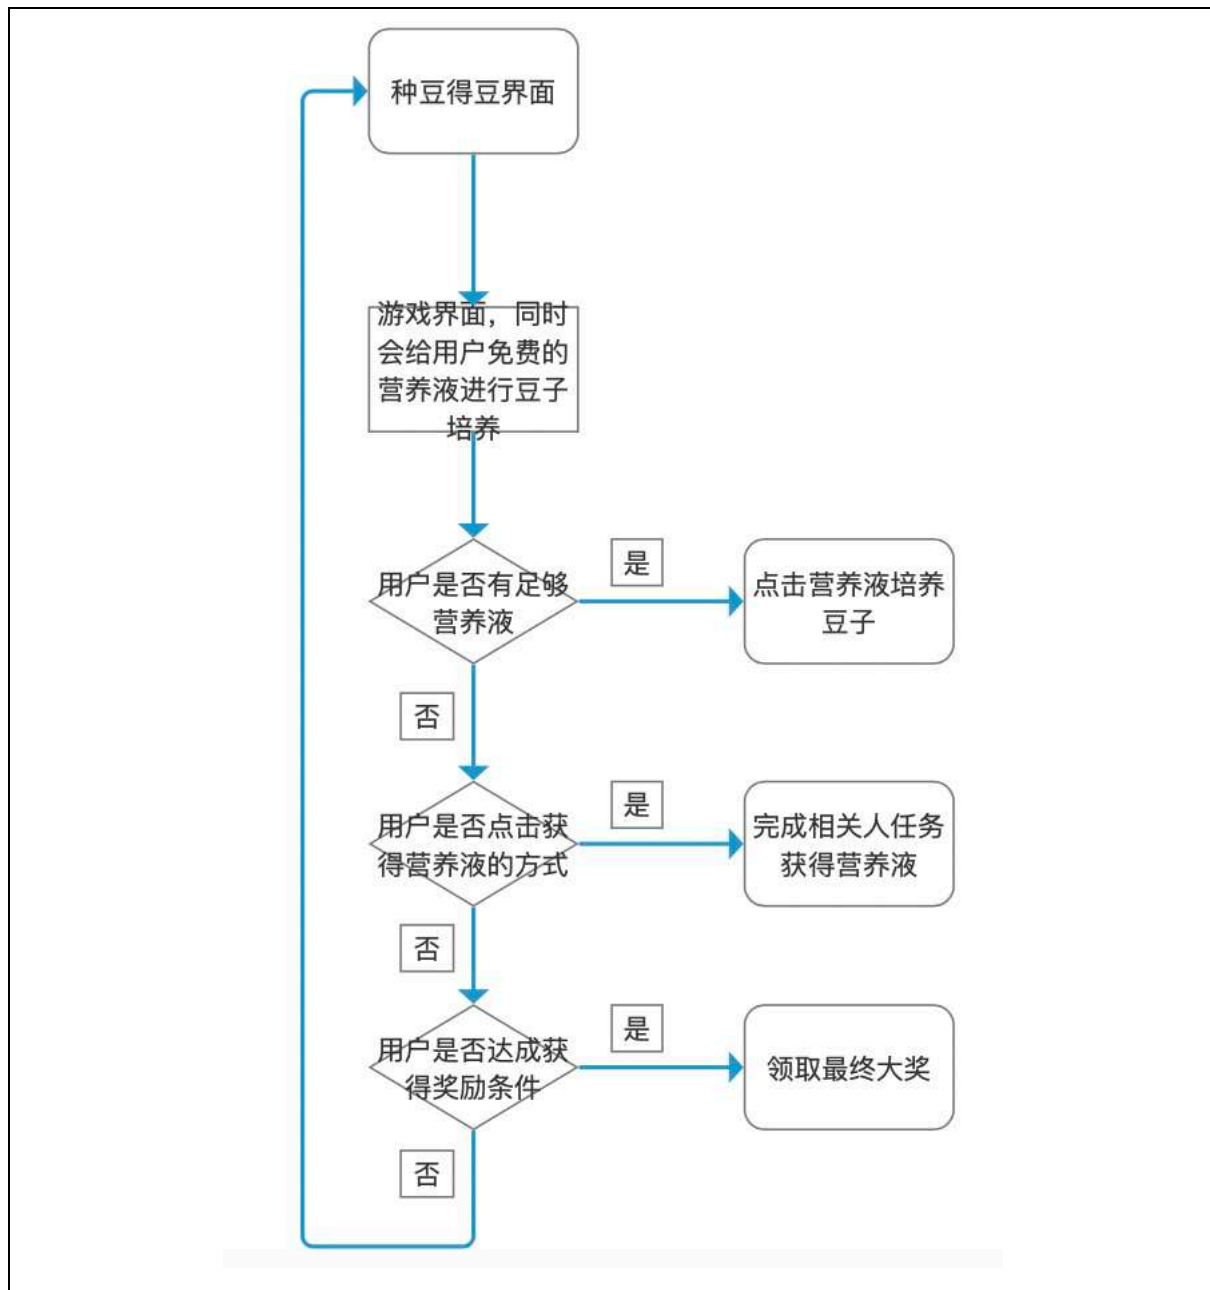 种豆得豆界面
游戏界面，同时
会给用户免费的
营养液进行豆子
培养
用户是否有足够
营养液
是
点击营养液培养
豆子
否
用户是否点击获
得营养液的方式
是
完成相关人任务
获得营养液
否
用户是否达成获
得奖励条件
是
领取最终大奖
否